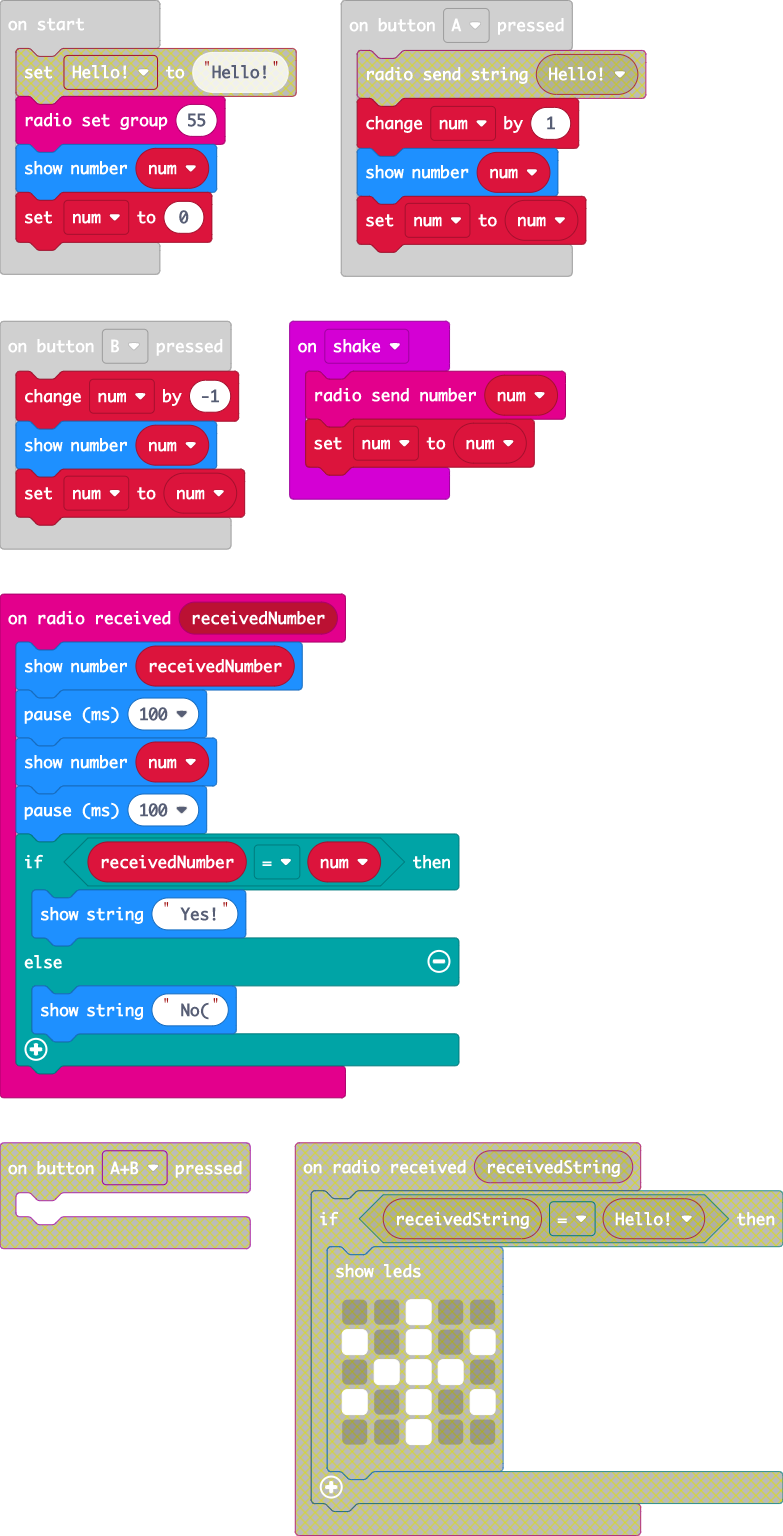 on start
set Hello! to "Hello!"
radio set group 55
show number num
set num to 0
on button A pressed
radio send string Hello!
change num by 1
show number num
set num to num
on button B pressed
change num by -1
show number num
set num to num
on shake
radio send number num
set num to num
on radio received receivedNumber
show number receivedNumber
pause (ms) 100
show number num
pause (ms) 100
if receivedNumber = num then
show string " Yes!"
else
show string " No("
on button A+B pressed
on radio received receivedString
if receivedString = Hello! then
show leds